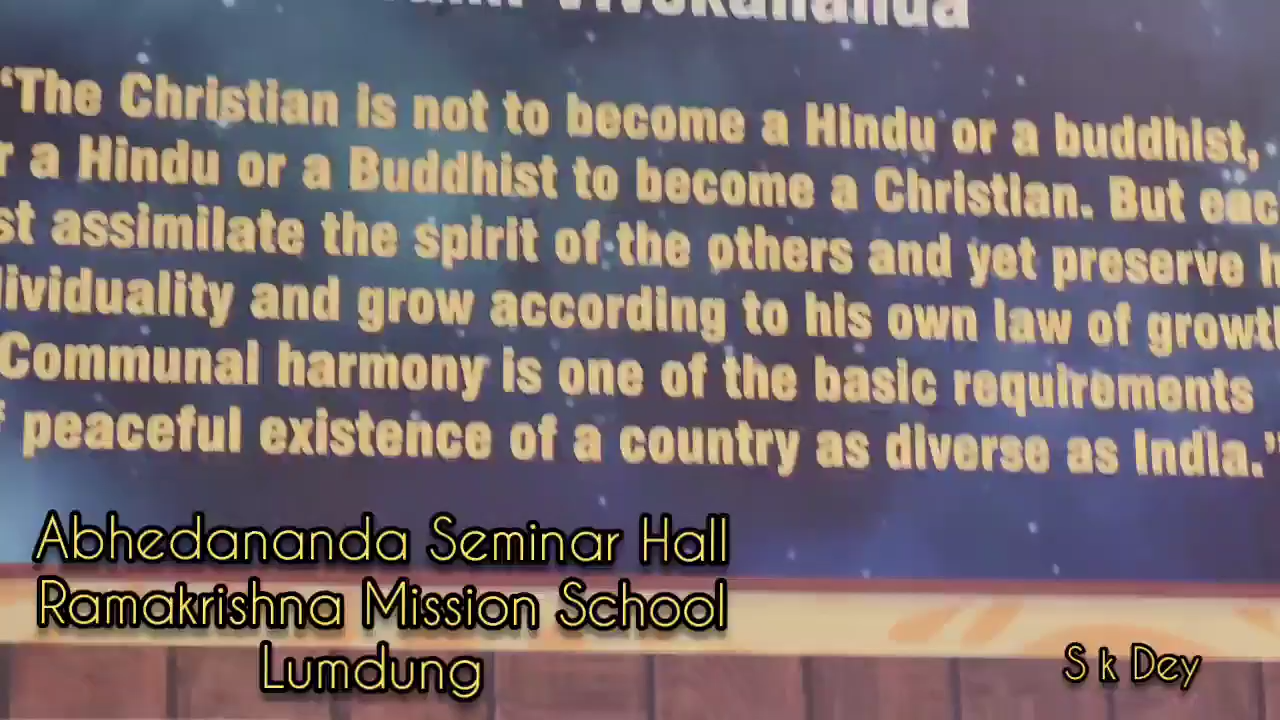 Vivekananda
‘The Christian is not to become a Hindu or a buddhist,
r a Hindu or a Buddhist to become a Christian. But eac
st assimilate the spirit of the others and yet preserve h
dividuality and grow according to his own law of growth
Communal harmony is one of the basic requirements
f peaceful existence of a country as diverse as India.”
Abhedananda Seminar Hall
Ramakrishna Mission School
Lumdung
S k Dey